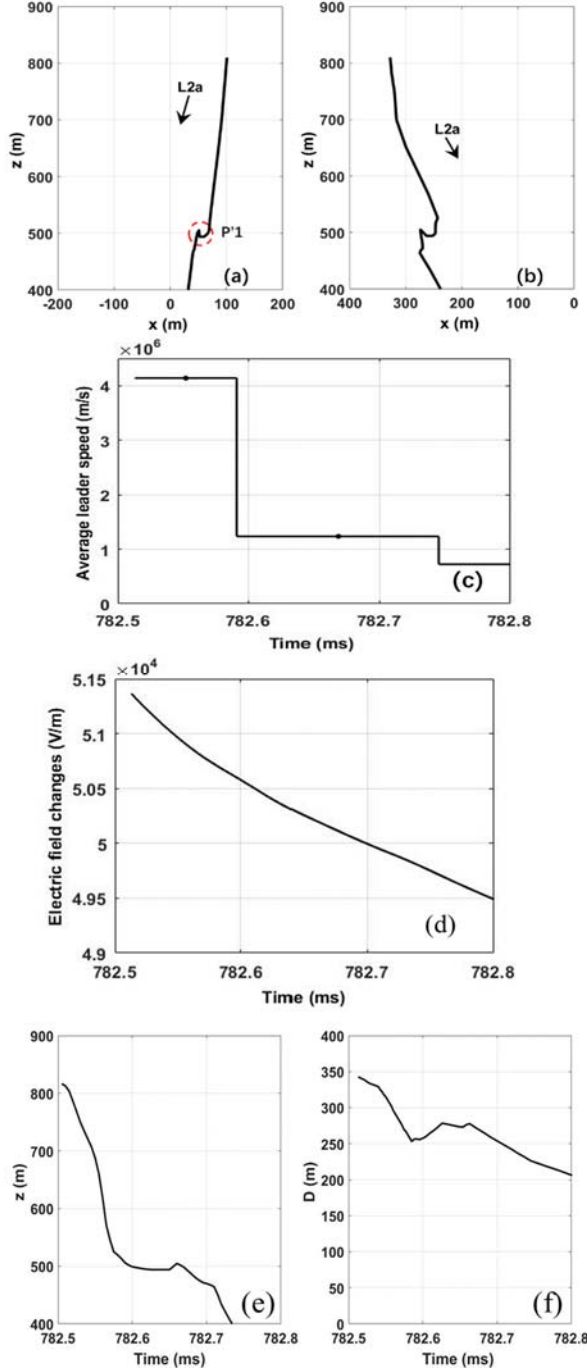 900
800
700
600
500
400
z (m)
L2a
P'1
(a)
-200 -100 0 100 200
x (m)
900
800
700
600
500
400
z (m)
L2a
(b)
400 300 200 100 0
x (m)
×10⁶
4
3
2
1
0
Average leader speed (m/s)
(c)
782.5 782.6 782.7 782.8
Time (ms)
×10⁴
5.15
5.1
5.05
5
4.95
4.9
Electric field changes (V/m)
(d)
782.5 782.6 782.7 782.8
Time (ms)
900
800
700
600
500
400
z (m)
(e)
782.5 782.6 782.7 782.8
Time (ms)
400
350
300
250
200
150
100
50
0
D (m)
(f)
782.5 782.6 782.7 782.8
Time (ms)